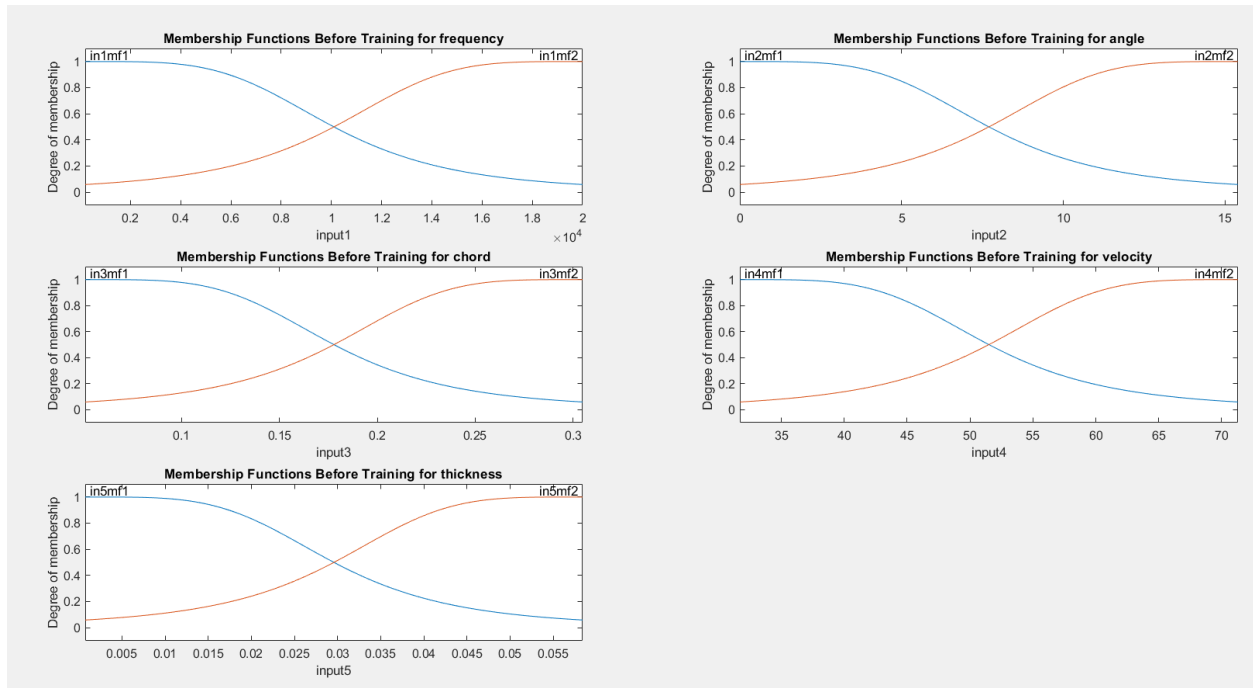 Membership Functions Before Training for frequency
in1mf1 in1mf2
Degree of membership
1
0.8
0.6
0.4
0.2
0
0.2 0.4 0.6 0.8 1 1.2 1.4 1.6 1.8 2
×10^4
input1
Membership Functions Before Training for angle
in2mf1 in2mf2
Degree of membership
1
0.8
0.6
0.4
0.2
0
0 5 10 15
input2
Membership Functions Before Training for chord
in3mf1 in3mf2
Degree of membership
1
0.8
0.6
0.4
0.2
0
0.1 0.15 0.2 0.25 0.3
input3
Membership Functions Before Training for velocity
in4mf1 in4mf2
Degree of membership
1
0.8
0.6
0.4
0.2
0
35 40 45 50 55 60 65 70
input4
Membership Functions Before Training for thickness
in5mf1 in5mf2
Degree of membership
1
0.8
0.6
0.4
0.2
0
0.005 0.01 0.015 0.02 0.025 0.03 0.035 0.04 0.045 0.05 0.055
input5